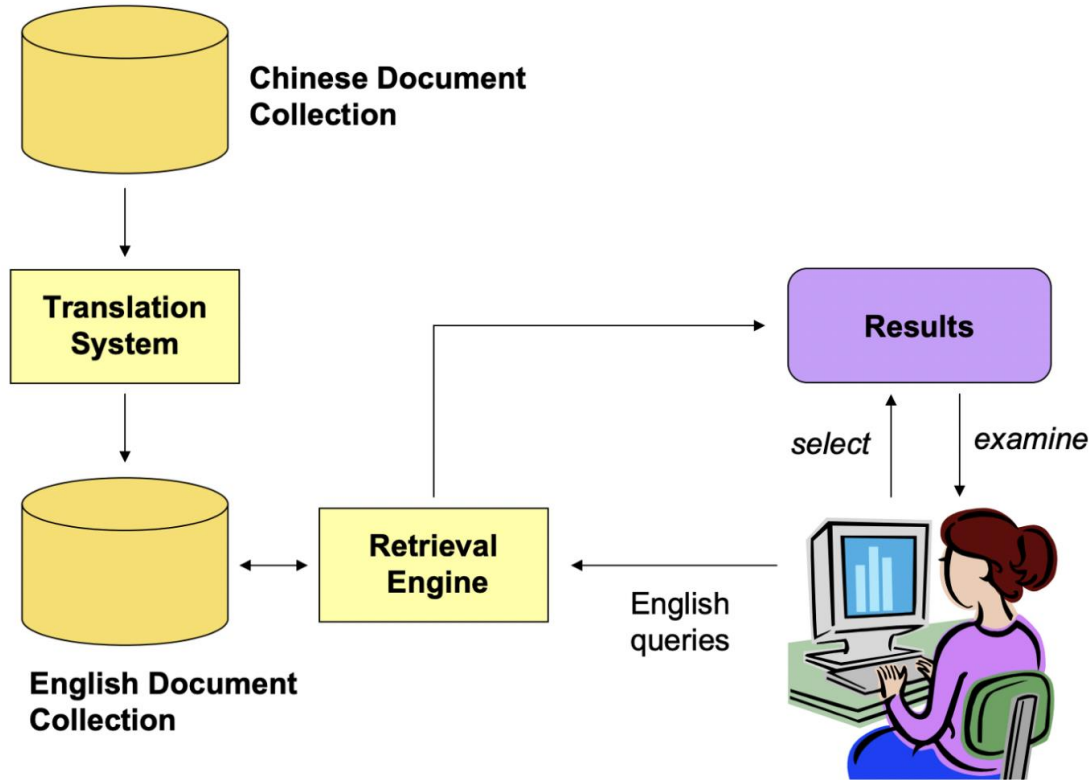 Chinese Document
Collection
Translation
System
Results
select
examine
Retrieval
Engine
English
queries
English Document
Collection